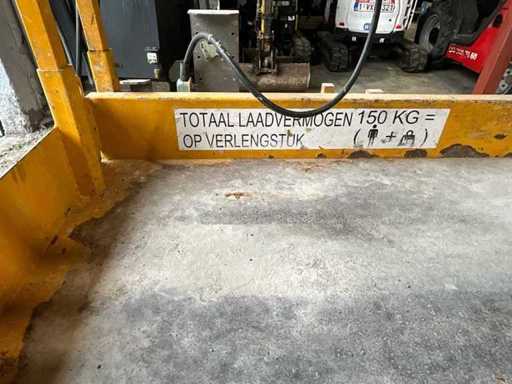 TOTAAL LAADVERMOGEN 150 KG =
OP VERLENGSTUK ( + )